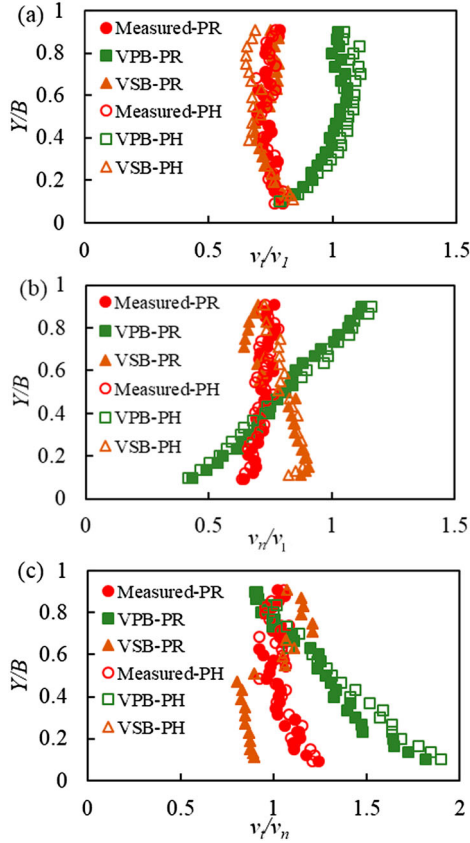 (a)
1
0.8
0.6
0.4
0.2
0
Y/B
Measured-PR
VPB-PR
VSB-PR
Measured-PH
VPB-PH
VSB-PH
0 0.5 1 1.5
vt/v1
(b)
1
0.8
0.6
0.4
0.2
0
Y/B
Measured-PR
VPB-PR
VSB-PR
Measured-PH
VPB-PH
VSB-PH
0 0.5 1 1.5
vn/v1
(c)
1
0.8
0.6
0.4
0.2
0
Y/B
Measured-PR
VPB-PR
VSB-PR
Measured-PH
VPB-PH
VSB-PH
0 0.5 1 1.5 2
vt/vn